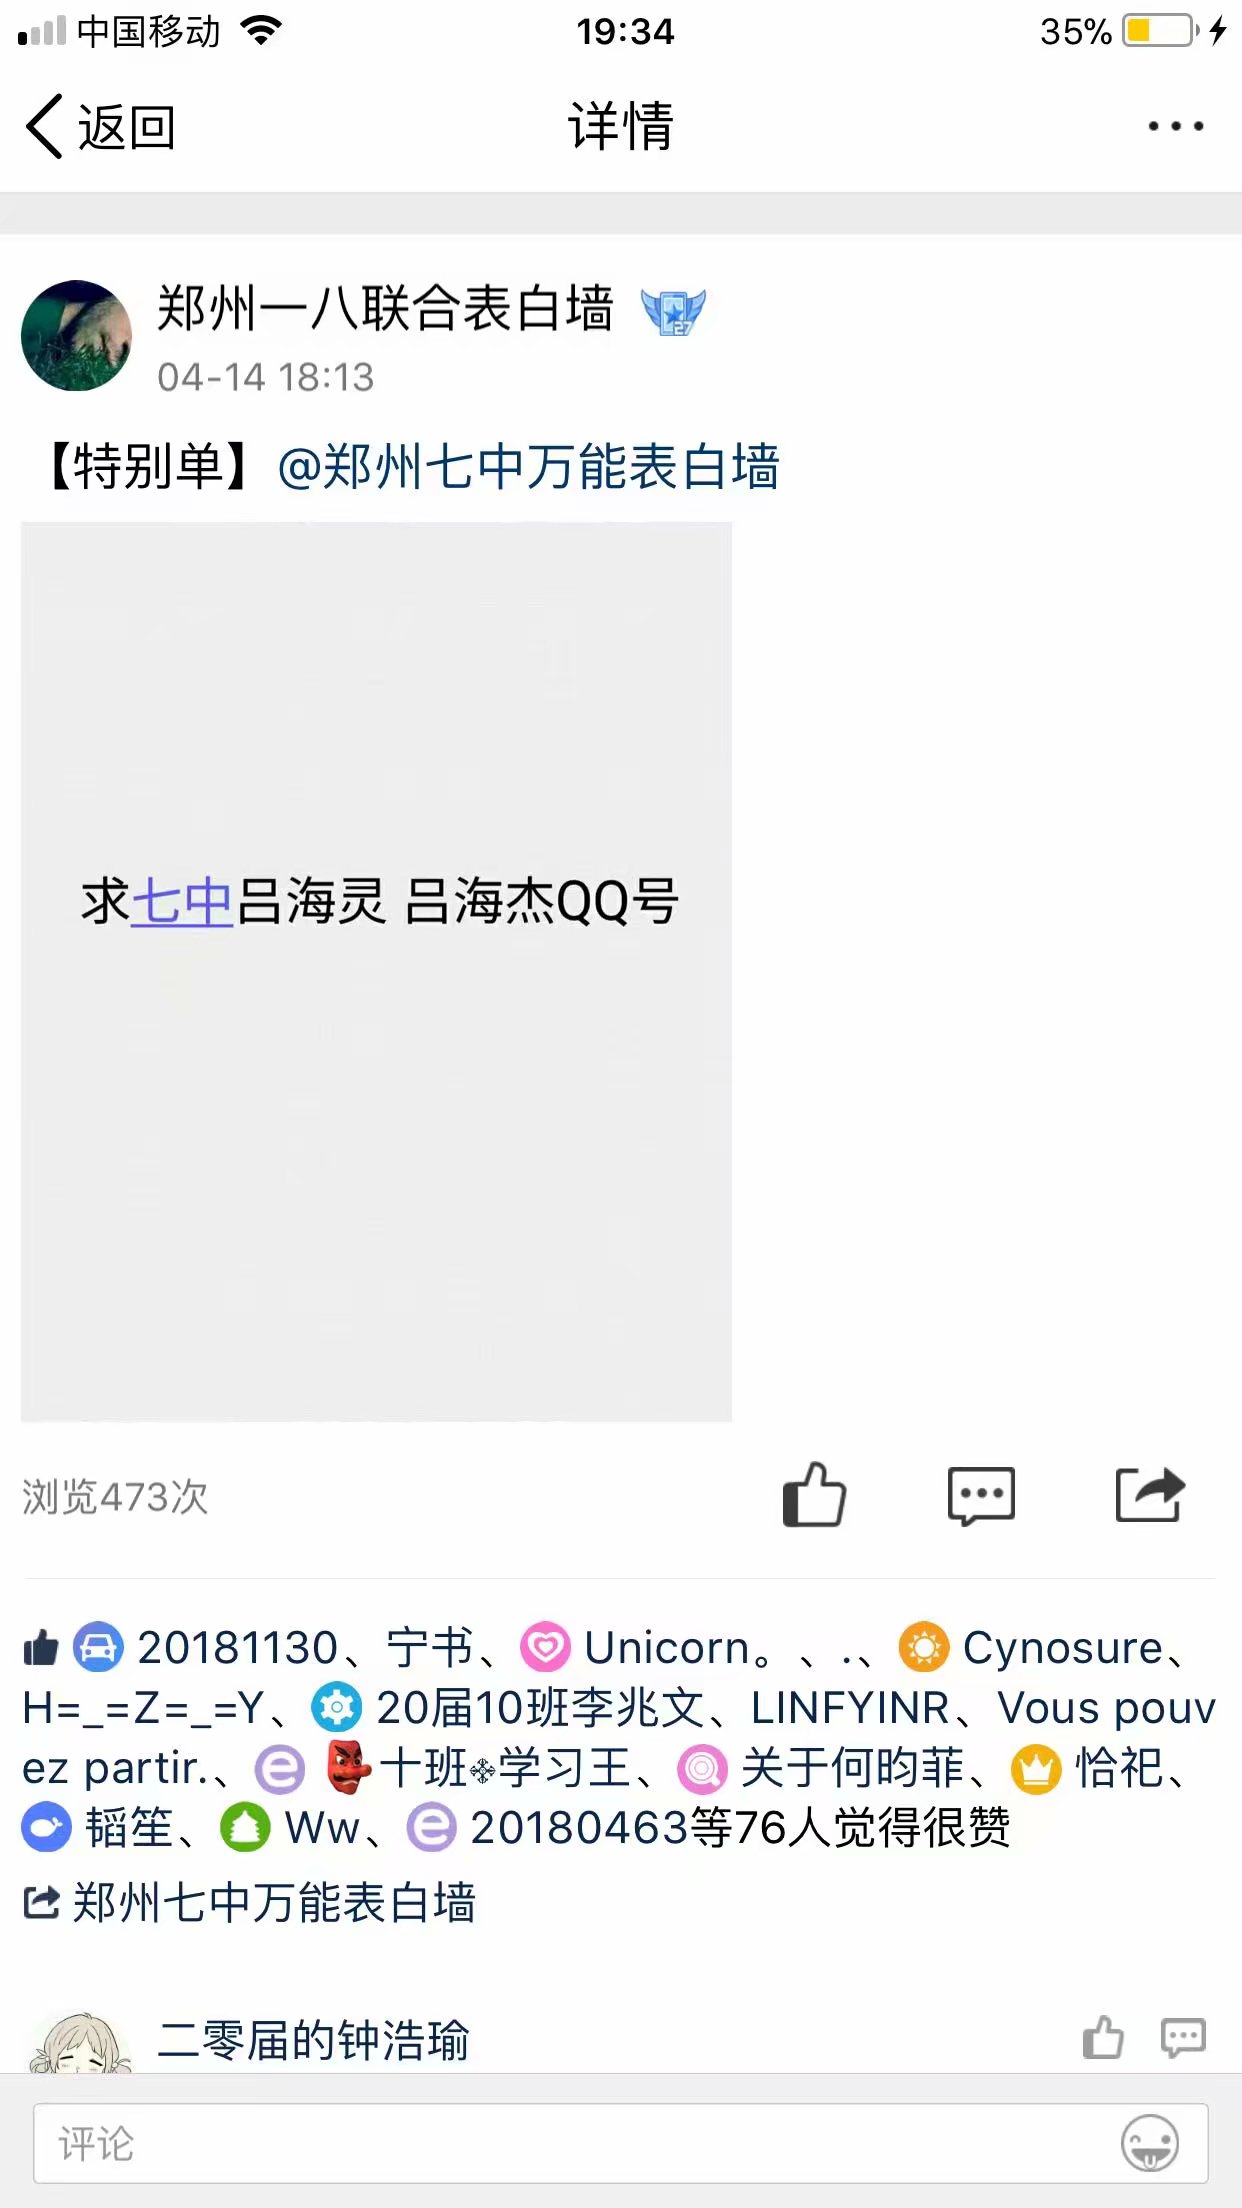 中国移动 19:34 35%
返回 详情
郑州一八联合表白墙 27
04-14 18:13
【特别单】@郑州七中万能表白墙
求七中吕海灵 吕海杰QQ号
浏览473次
20181130、宁书、Unicorn。、.、Cynosure、
H=_=Z=_=Y、20届10班李兆文、LINFYINR、Vous pouv
ez partir.、十班学习王、关于何昀菲、恰祀、
韬笙、Ww、20180463等76人觉得很赞
郑州七中万能表白墙
二零届的钟浩瑜
评论